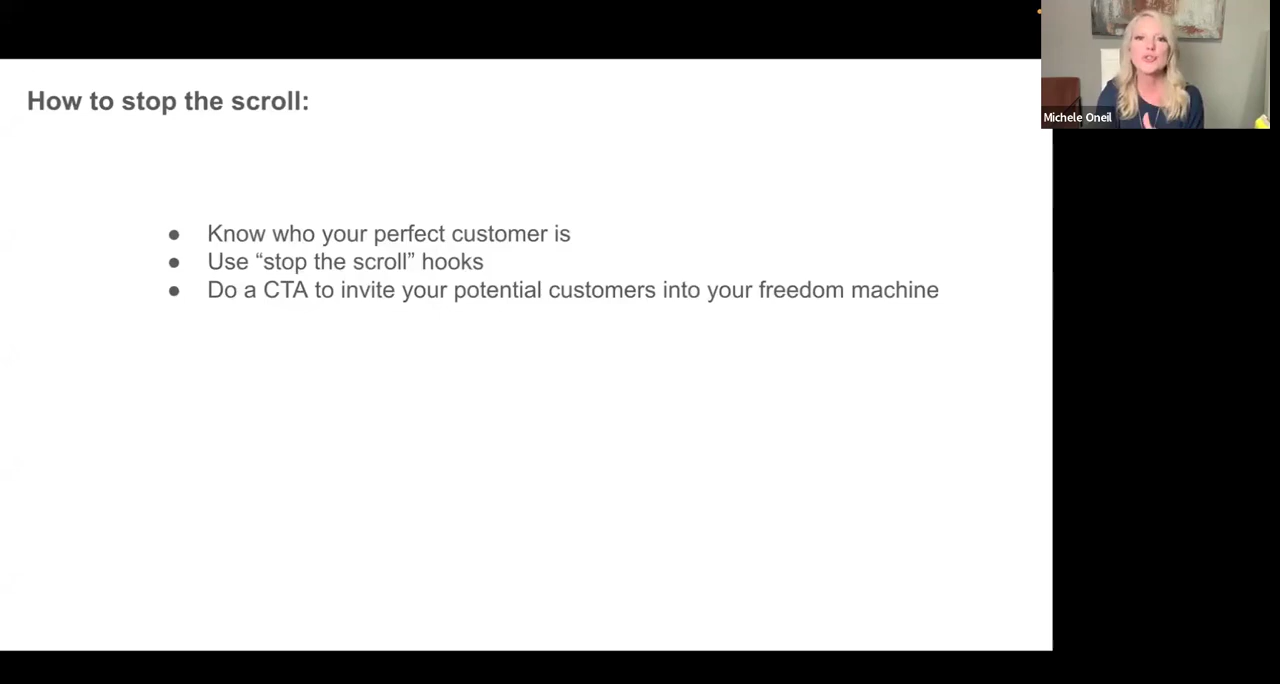 How to stop the scroll:
● Know who your perfect customer is
● Use “stop the scroll” hooks
● Do a CTA to invite your potential customers into your freedom machine
Michele Oneil